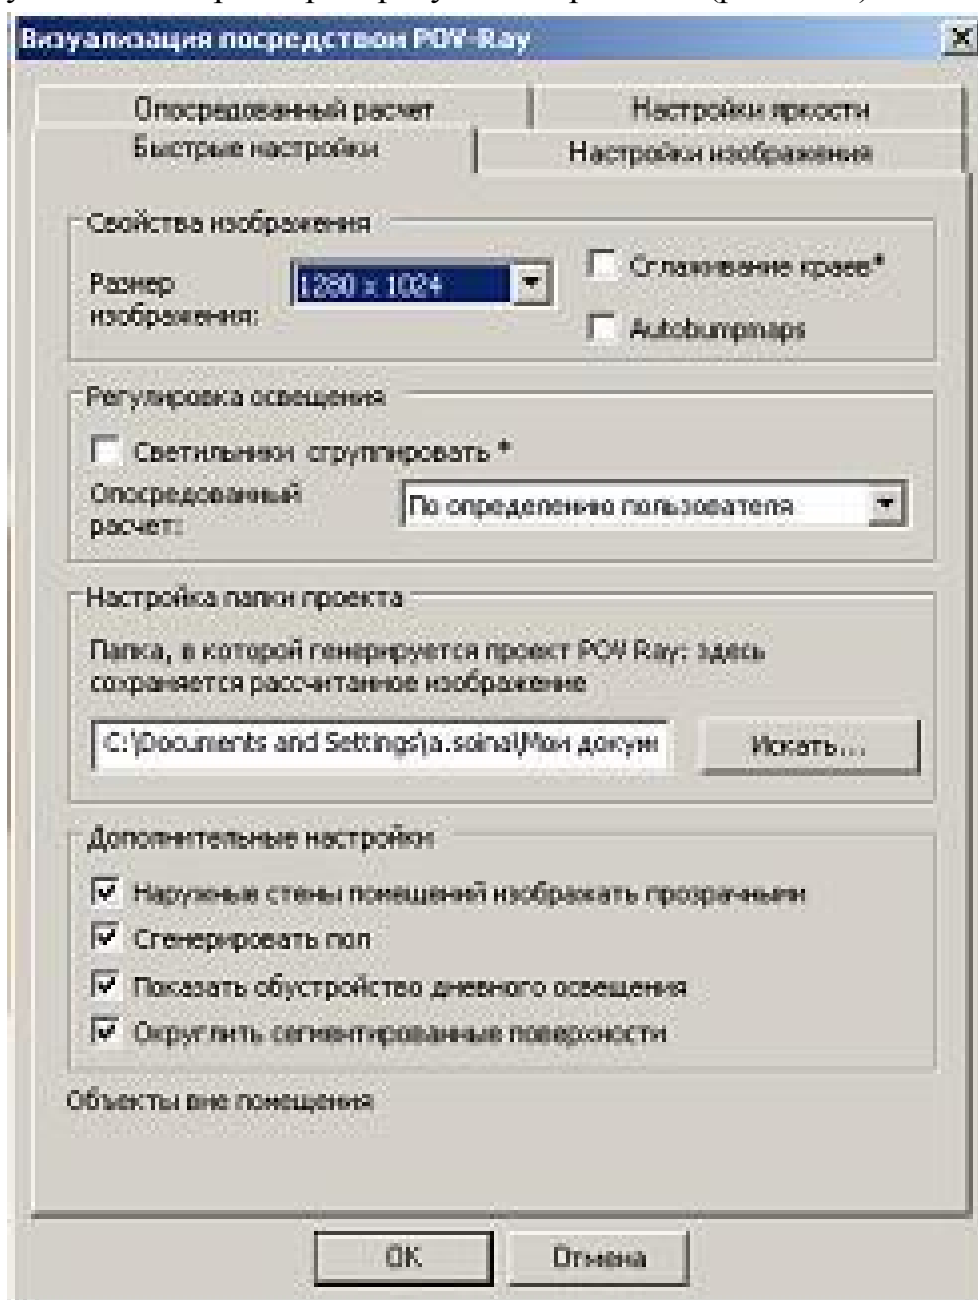 Визуализация посредством POV-Ray
Опосредованный расчет
Настройки яркости
Быстрые настройки
Настройки изображения
Свойства изображения
Размер
изображения:
1280 x 1024
Сглаживание краев*
Autobumpmaps
Регулировка освещения
Светильники сгруппировать *
Опосредованный
расчет:
По определению пользователя
Настройка папки проекта
Папка, в которой генерируется проект POV Ray: здесь
сохраняется рассчитанное изображение
C:\Documents and Settings\a.soina\Мои докум
Искать...
Дополнительные настройки
Наружные стены помещений изображать прозрачными
Сгенерировать пол
Показать обустройство дневного освещения
Округлить сегментированные поверхности
Объекты вне помещения
OK
Отмена